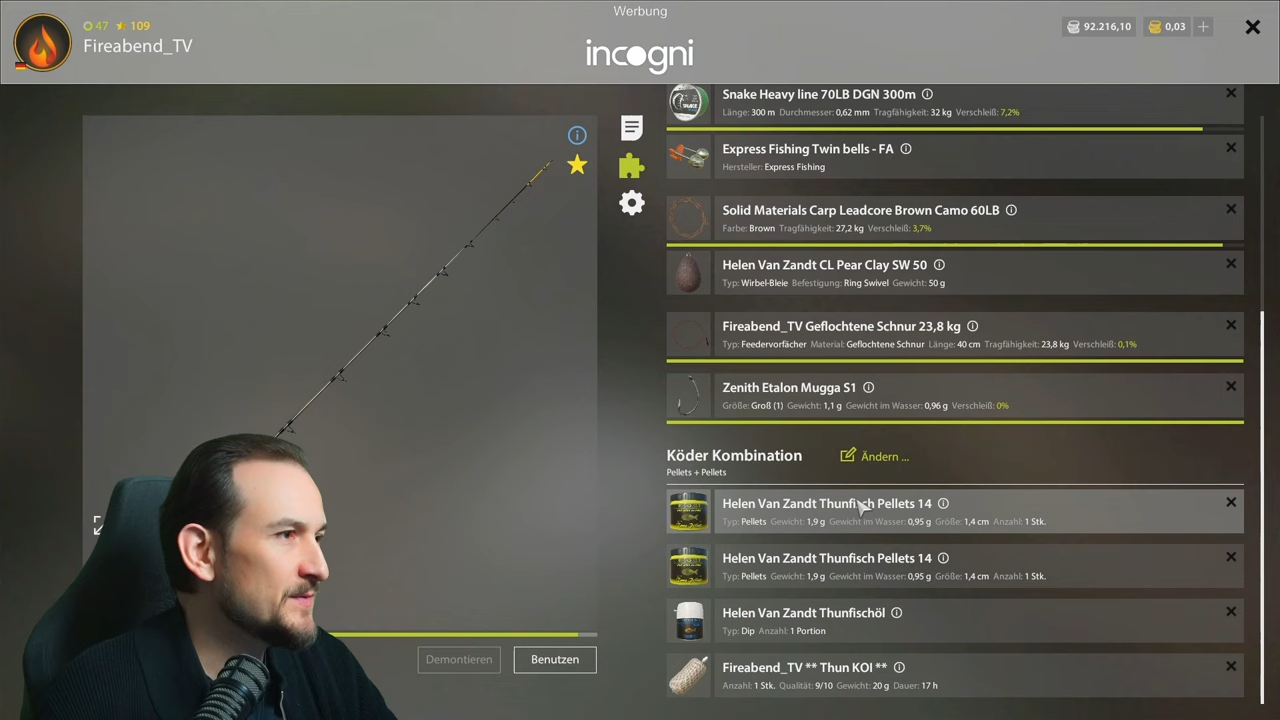 Werbung
47 109
Fireabend_TV
incogni
92.216,10
0,03
Snake Heavy line 70LB DGN 300m
Länge: 300 m Durchmesser: 0,62 mm Tragfähigkeit: 32 kg Verschleiß: 7,2%
Express Fishing Twin bells - FA
Hersteller: Express Fishing
Solid Materials Carp Leadcore Brown Camo 60LB
Farbe: Brown Tragfähigkeit: 27,2 kg Verschleiß: 3,7%
Helen Van Zandt CL Pear Clay SW 50
Typ: Wirbel-Bleie Befestigung: Ring Swivel Gewicht: 50 g
Fireabend_TV Geflochtene Schnur 23,8 kg
Typ: Feedervorfächer Material: Geflochtene Schnur Länge: 40 cm Tragfähigkeit: 23,8 kg Verschleiß: 0,1%
Zenith Etalon Mugga S1
Größe: Groß (1) Gewicht: 1,1 g Gewicht im Wasser: 0,96 g Verschleiß: 0%
Köder Kombination
Ändern ...
Pellets + Pellets
Helen Van Zandt Thunfisch Pellets 14
Typ: Pellets Gewicht: 1,9 g Gewicht im Wasser: 0,95 g Größe: 1,4 cm Anzahl: 1 Stk.
Helen Van Zandt Thunfisch Pellets 14
Typ: Pellets Gewicht: 1,9 g Gewicht im Wasser: 0,95 g Größe: 1,4 cm Anzahl: 1 Stk.
Helen Van Zandt Thunfischöl
Typ: Dip Anzahl: 1 Portion
Fireabend_TV ** Thun KOI **
Anzahl: 1 Stk. Qualität: 9/10 Gewicht: 20 g Dauer: 17 h
Demontieren
Benutzen